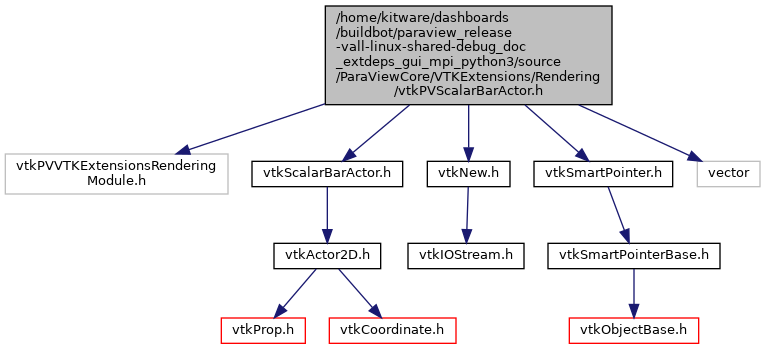 /home/kitware/dashboards
/buildbot/paraview_release
-vall-linux-shared-debug_doc
_extdeps_gui_mpi_python3/source
/ParaViewCore/VTKExtensions/Rendering
/vtkPVScalarBarActor.h
vtkPVVTKExtensionsRendering
Module.h
vtkScalarBarActor.h
vtkNew.h
vtkSmartPointer.h
vector
vtkActor2D.h
vtkIOStream.h
vtkSmartPointerBase.h
vtkProp.h
vtkCoordinate.h
vtkObjectBase.h